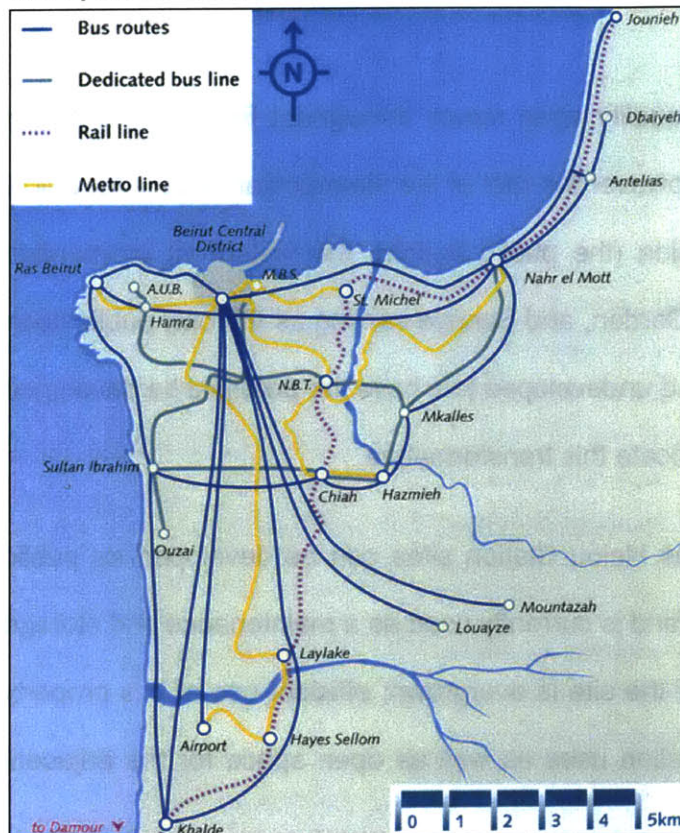 Bus routes
Dedicated bus line
Rail line
Metro line
N
Jounieh
Dbaiyeh
Antelias
Beirut Central
District
Ras Beirut
A.U.B.
M.B.S.
Nahr el Mott
St. Michel
Hamra
N.B.T.
Mkalles
Sultan Ibrahim
Chiah
Hazmieh
Ouzai
Mountazah
Louayze
Laylake
Airport
Hayes Sellom
to Damour
Khalde
0 1 2 3 4 5km